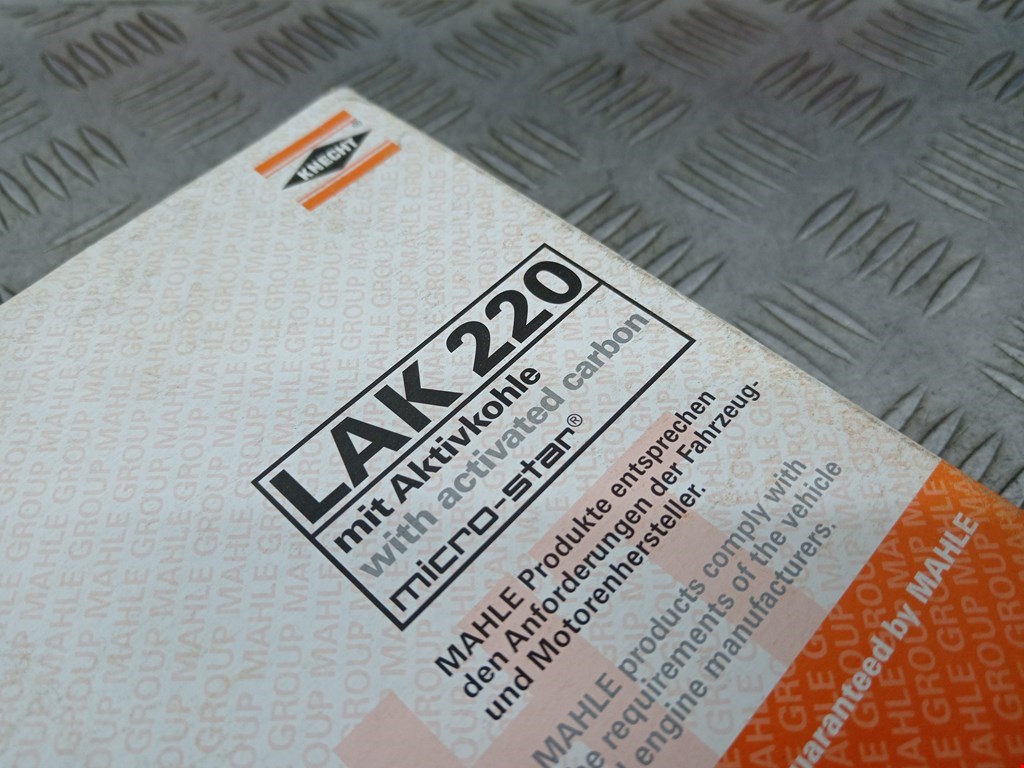 KNECHT
LAK 220
mit Aktivkohle
with activated carbon
micro-star®
MAHLE Produkte entsprechen
den Anforderungen der Fahrzeug-
und Motorenhersteller.
MAHLE products comply with
requirements of the vehicle
engine manufacturers.
by MAHLE